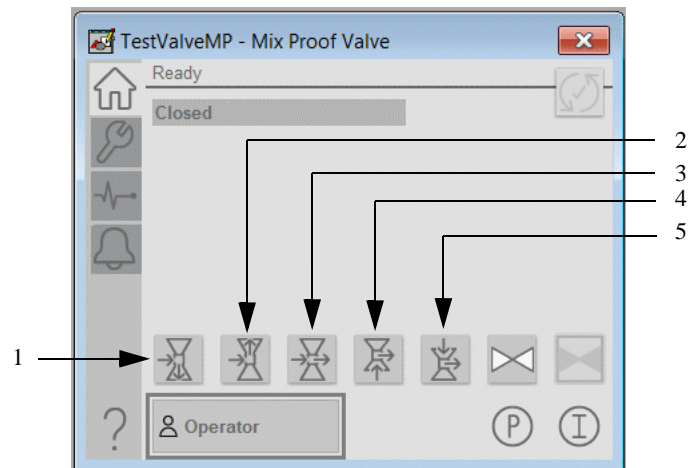 TestValveMP - Mix Proof Valve
Ready
Closed
2
3
4
5
1
?
Operator
P
I